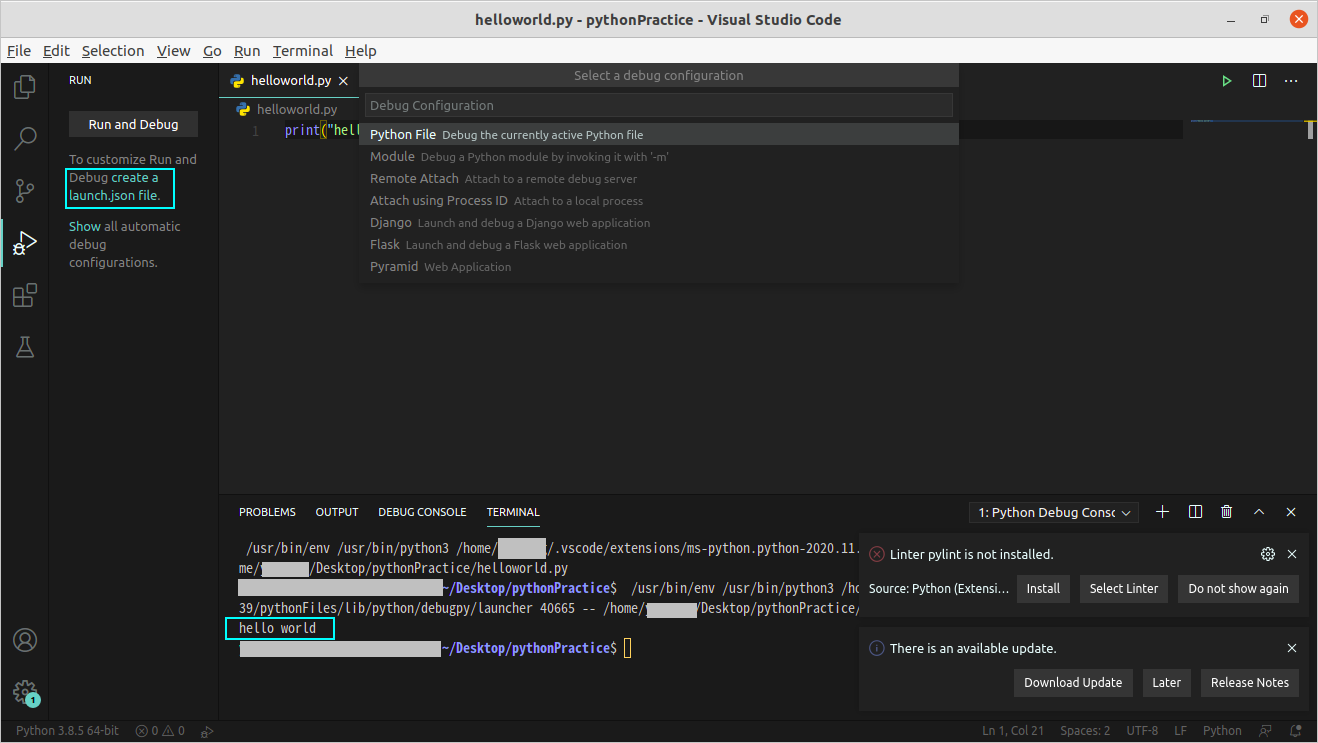 helloworld.py - pythonPractice - Visual Studio Code
File Edit Selection View Go Run Terminal Help
RUN
Run and Debug
To customize Run and
Debug create a
launch.json file.
Show all automatic
debug
configurations.
helloworld.py
helloworld.py
1 print("hell
Select a debug configuration
Debug Configuration
Python File Debug the currently active Python file
Module Debug a Python module by invoking it with '-m'
Remote Attach Attach to a remote debug server
Attach using Process ID Attach to a local process
Django Launch and debug a Django web application
Flask Launch and debug a Flask web application
Pyramid Web Application
PROBLEMS OUTPUT DEBUG CONSOLE TERMINAL
1: Python Debug Consc
/usr/bin/env /usr/bin/python3 /home/ /.vscode/extensions/ms-python.python-2020.11.
me/ /Desktop/pythonPractice/helloworld.py
~/Desktop/pythonPractice$ /usr/bin/env /usr/bin/python3 /ho
39/pythonFiles/lib/python/debugpy/launcher 40665 -- /home/ /Desktop/pythonPractice/
hello world
~/Desktop/pythonPractice$
Linter pylint is not installed.
Source: Python (Extensi...
Install
Select Linter
Do not show again
There is an available update.
Download Update
Later
Release Notes
1
Python 3.8.5 64-bit
0 0
Ln 1, Col 21
Spaces: 2
UTF-8
LF
Python